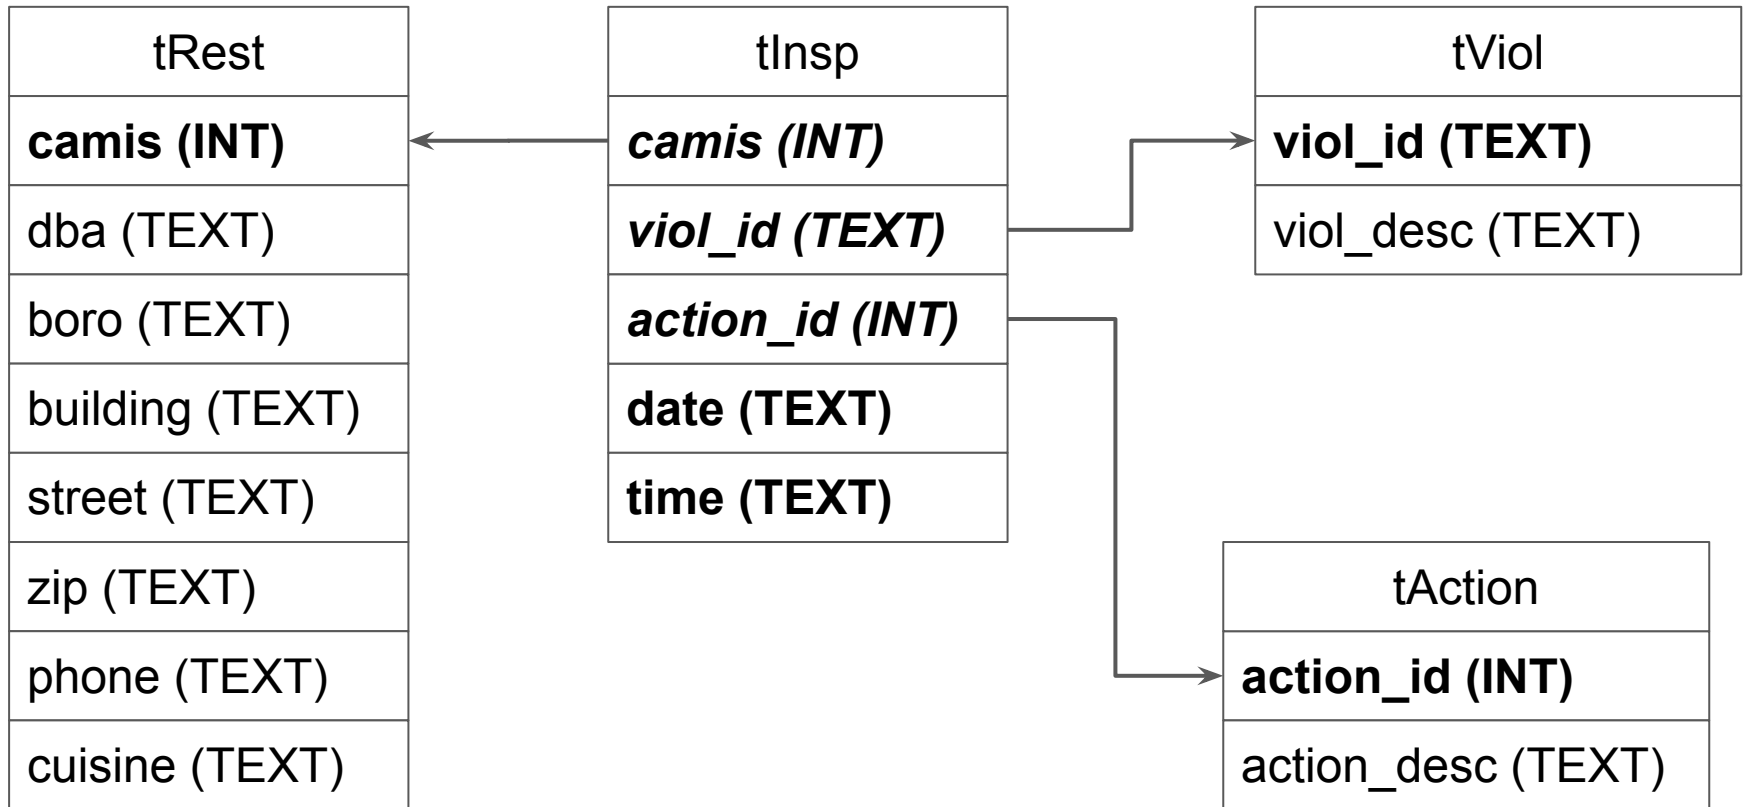 tRest
camis (INT)
dba (TEXT)
boro (TEXT)
building (TEXT)
street (TEXT)
zip (TEXT)
phone (TEXT)
cuisine (TEXT)
tInsp
camis (INT)
viol_id (TEXT)
action_id (INT)
date (TEXT)
time (TEXT)
tViol
viol_id (TEXT)
viol_desc (TEXT)
tAction
action_id (INT)
action_desc (TEXT)